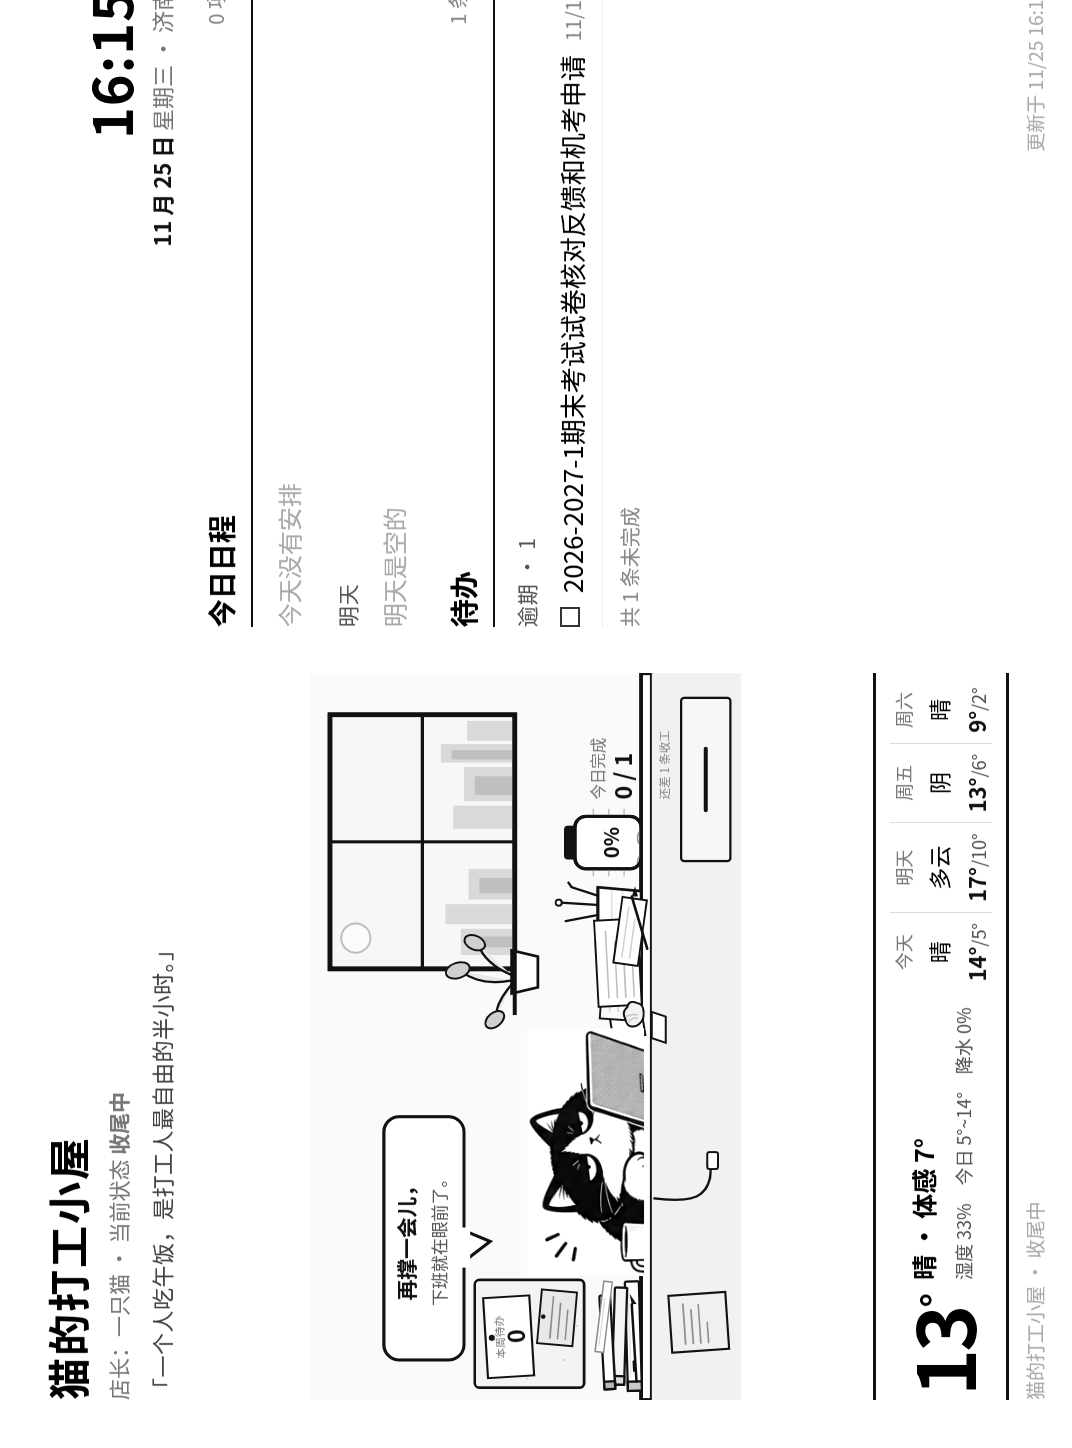 猫的打工小屋
店长：一只猫 · 当前状态 收尾中
「一个人吃午饭，是打工人最自由的半小时。」
再撑一会儿，
下班就在眼前了。
本周待办
0
0%
今日完成
0 / 1
还差 1 条收工
13°
晴 · 体感 7°
湿度 33% 今日 5°~14° 降水 0%
今天
晴
14°/5°
明天
多云
17°/10°
周五
阴
13°/6°
周六
晴
9°/2°
猫的打工小屋 · 收尾中
16:15
11 月 25 日 星期三 · 济南
今日日程
0
今天没有安排
明天
明天是空的
待办
1
逾期 · 1
2026-2027-1期末考试试卷核对反馈和机考申请 11/1
共 1 条未完成
更新于 11/25 16:1